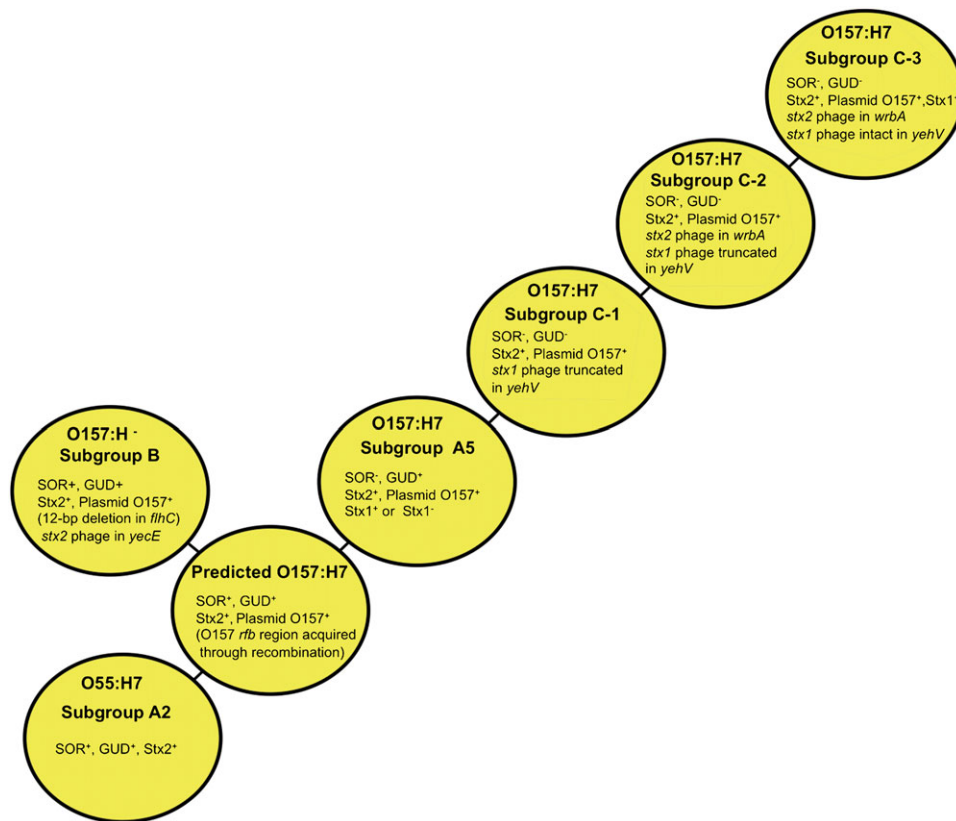 O157:H7
Subgroup C-3
SOR⁻, GUD⁻
Stx2⁺, Plasmid O157⁺,Stx1⁺
stx2 phage in wrbA
stx1 phage intact in yehV
O157:H7
Subgroup C-2
SOR⁻, GUD⁻
Stx2⁺, Plasmid O157⁺
stx2 phage in wrbA
stx1 phage truncated
in yehV
O157:H7
Subgroup C-1
SOR⁻, GUD⁻
Stx2⁺, Plasmid O157⁺
stx1 phage truncated
in yehV
O157:H7
Subgroup A5
SOR⁻, GUD⁺
Stx2⁺, Plasmid O157⁺
Stx1⁺ or Stx1⁻
O157:H ⁻
Subgroup B
SOR+, GUD+
Stx2⁺, Plasmid O157⁺
(12-bp deletion in flhC)
stx2 phage in yecE
Predicted O157:H7
SOR⁺, GUD⁺
Stx2⁺, Plasmid O157⁺
(O157 rfb region acquired
through recombination)
O55:H7
Subgroup A2
SOR⁺, GUD⁺, Stx2⁺